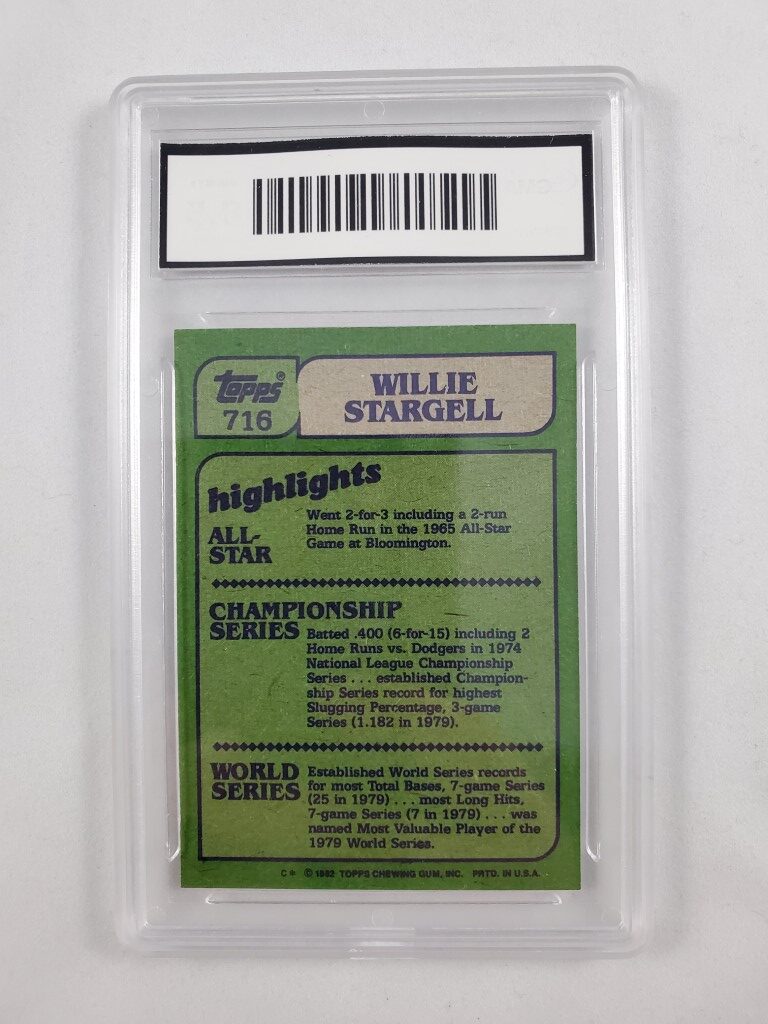 topps®
716
WILLIE
STARGELL
highlights
ALL-
STAR
Went 2-for-3 including a 2-run
Home Run in the 1965 All-Star
Game at Bloomington.
CHAMPIONSHIP
SERIES
Batted .400 (6-for-15) including 2
Home Runs vs. Dodgers in 1974
National League Championship
Series . . . established Champion-
ship Series record for highest
Slugging Percentage, 3-game
Series (1.182 in 1979).
WORLD
SERIES
Established World Series records
for most Total Bases, 7-game Series
(25 in 1979) . . . most Long Hits,
7-game Series (7 in 1979) . . . was
named Most Valuable Player of the
1979 World Series.
C* © 1982 TOPPS CHEWING GUM, INC. PRTD. IN U.S.A.